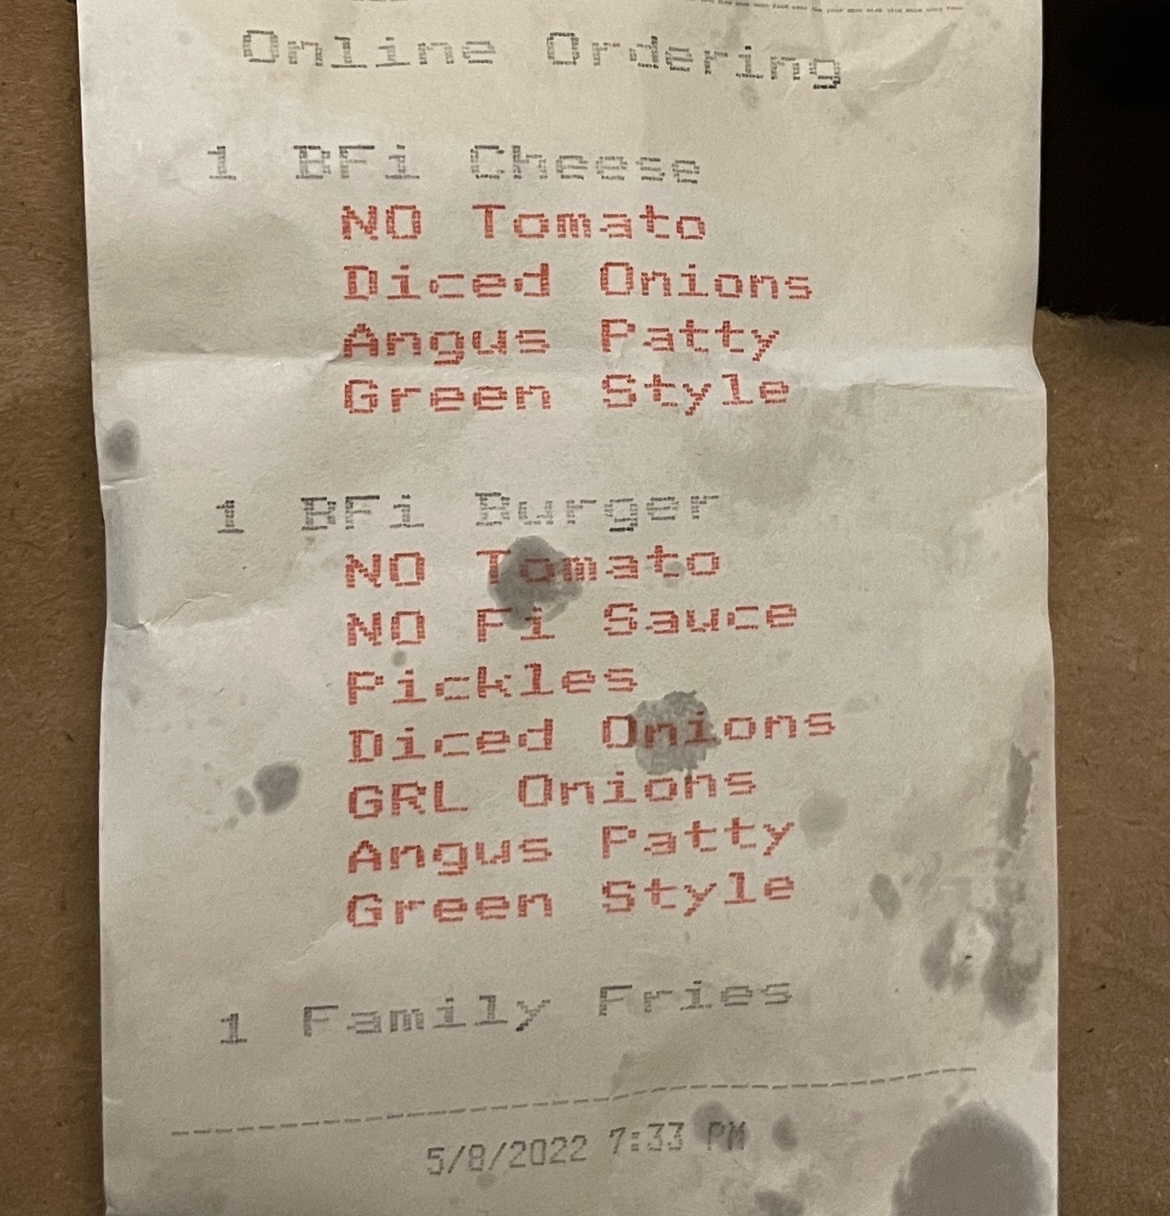 Online Ordering
1 BFi Cheese
NO Tomato
Diced Onions
Angus Patty
Green Style
1 BFi Burger
NO Tomato
NO Fi Sauce
Pickles
Diced Onions
GRL Onions
Angus Patty
Green Style
1 Family Fries
5/8/2022 7:33 PM